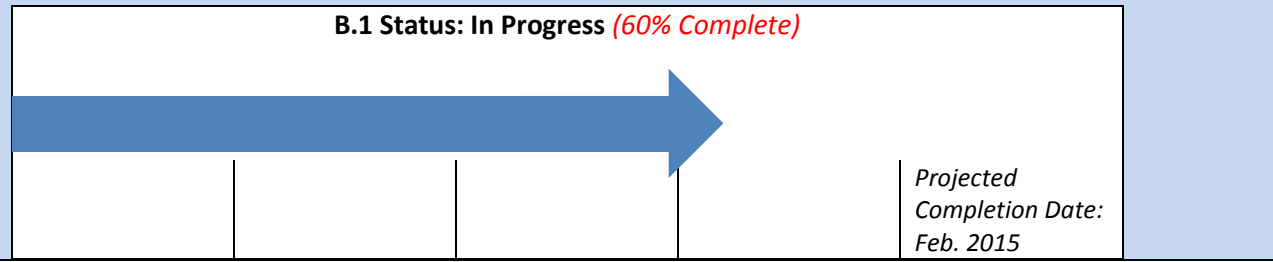 B.1 Status: In Progress (60% Complete)
Projected
Completion Date:
Feb. 2015